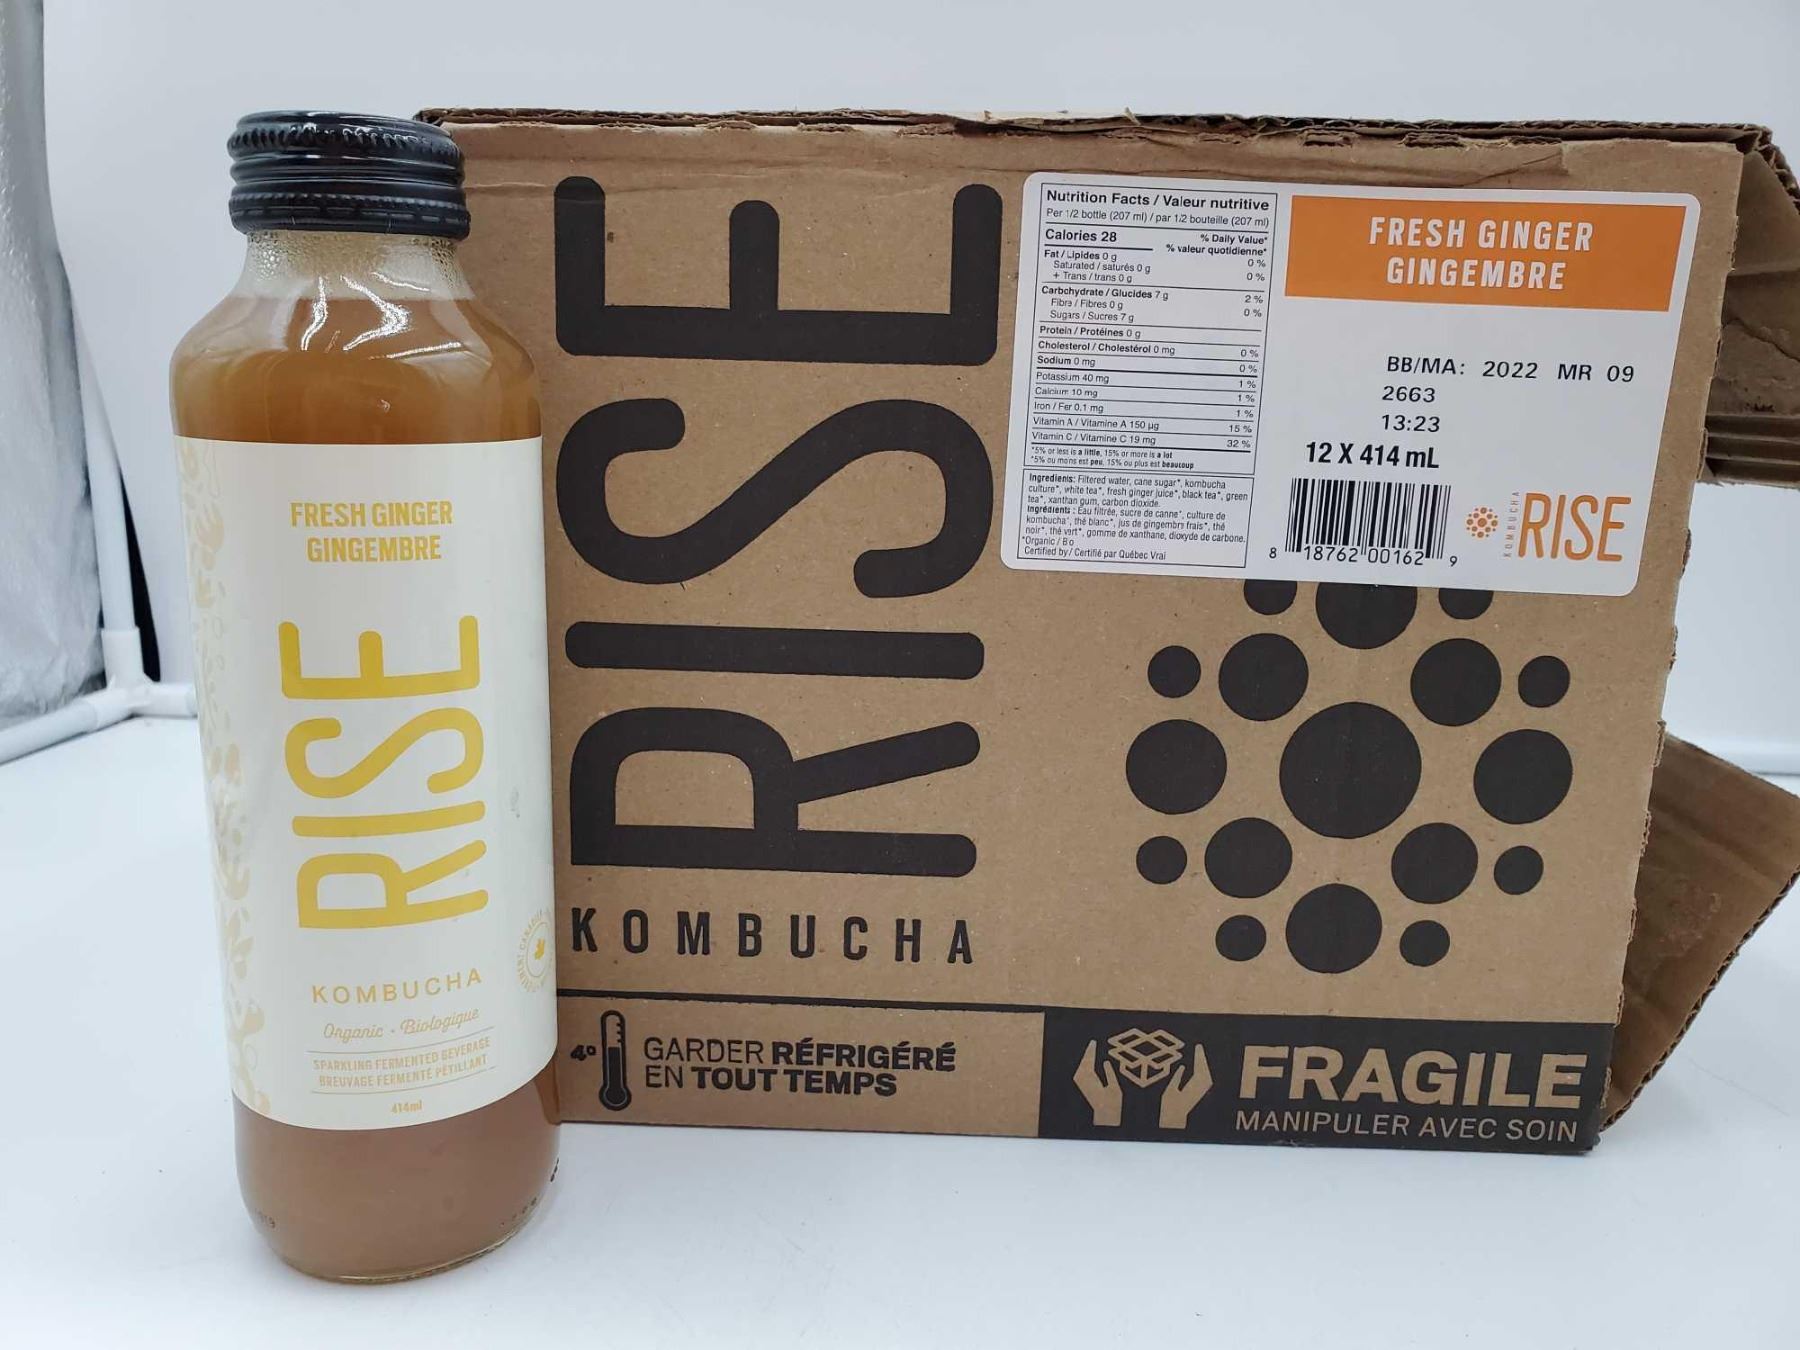 FRESH GINGER
GINGEMBRE
RISE
KOMBUCHA
Organic • Biologique
SPARKLING FERMENTED BEVERAGE
BREUVAGE FERMENTÉ PÉTILLANT
414ml
RISE
KOMBUCHA
4°
GARDER RÉFRIGÉRÉ
EN TOUT TEMPS
FRAGILE
MANIPULER AVEC SOIN
Nutrition Facts / Valeur nutritive
Per 1/2 bottle (207 ml) / par 1/2 bouteille (207 ml)
Calories 28
% Daily Value*
% valeur quotidienne*
Fat / Lipides 0 g 0 %
Saturated / saturés 0 g
+ Trans / trans 0 g 0 %
Carbohydrate / Glucides 7 g 2 %
Fibre / Fibres 0 g 0 %
Sugars / Sucres 7 g
Protein / Protéines 0 g
Cholesterol / Cholestérol 0 mg 0 %
Sodium 0 mg 0 %
Potassium 40 mg 1 %
Calcium 10 mg 1 %
Iron / Fer 0,1 mg 1 %
Vitamin A / Vitamine A 150 µg 15 %
Vitamin C / Vitamine C 19 mg 32 %
*5% or less is a little, 15% or more is a lot
*5% ou moins est peu, 15% ou plus est beaucoup
Ingredients: Filtered water, cane sugar*, kombucha
culture*, white tea*, fresh ginger juice*, black tea*, green
tea*, xanthan gum, carbon dioxide.
Ingrédients : Eau filtrée, sucre de canne*, culture de
kombucha*, thé blanc*, jus de gingembre frais*, thé
noir*, thé vert*, gomme de xanthane, dioxyde de carbone.
*Organic / Bio
Certified by / Certifié par Québec Vrai
FRESH GINGER
GINGEMBRE
BB/MA: 2022 MR 09
2663
13:23
12 X 414 mL
8 18762 00162 9
KOMBUCHA
RISE